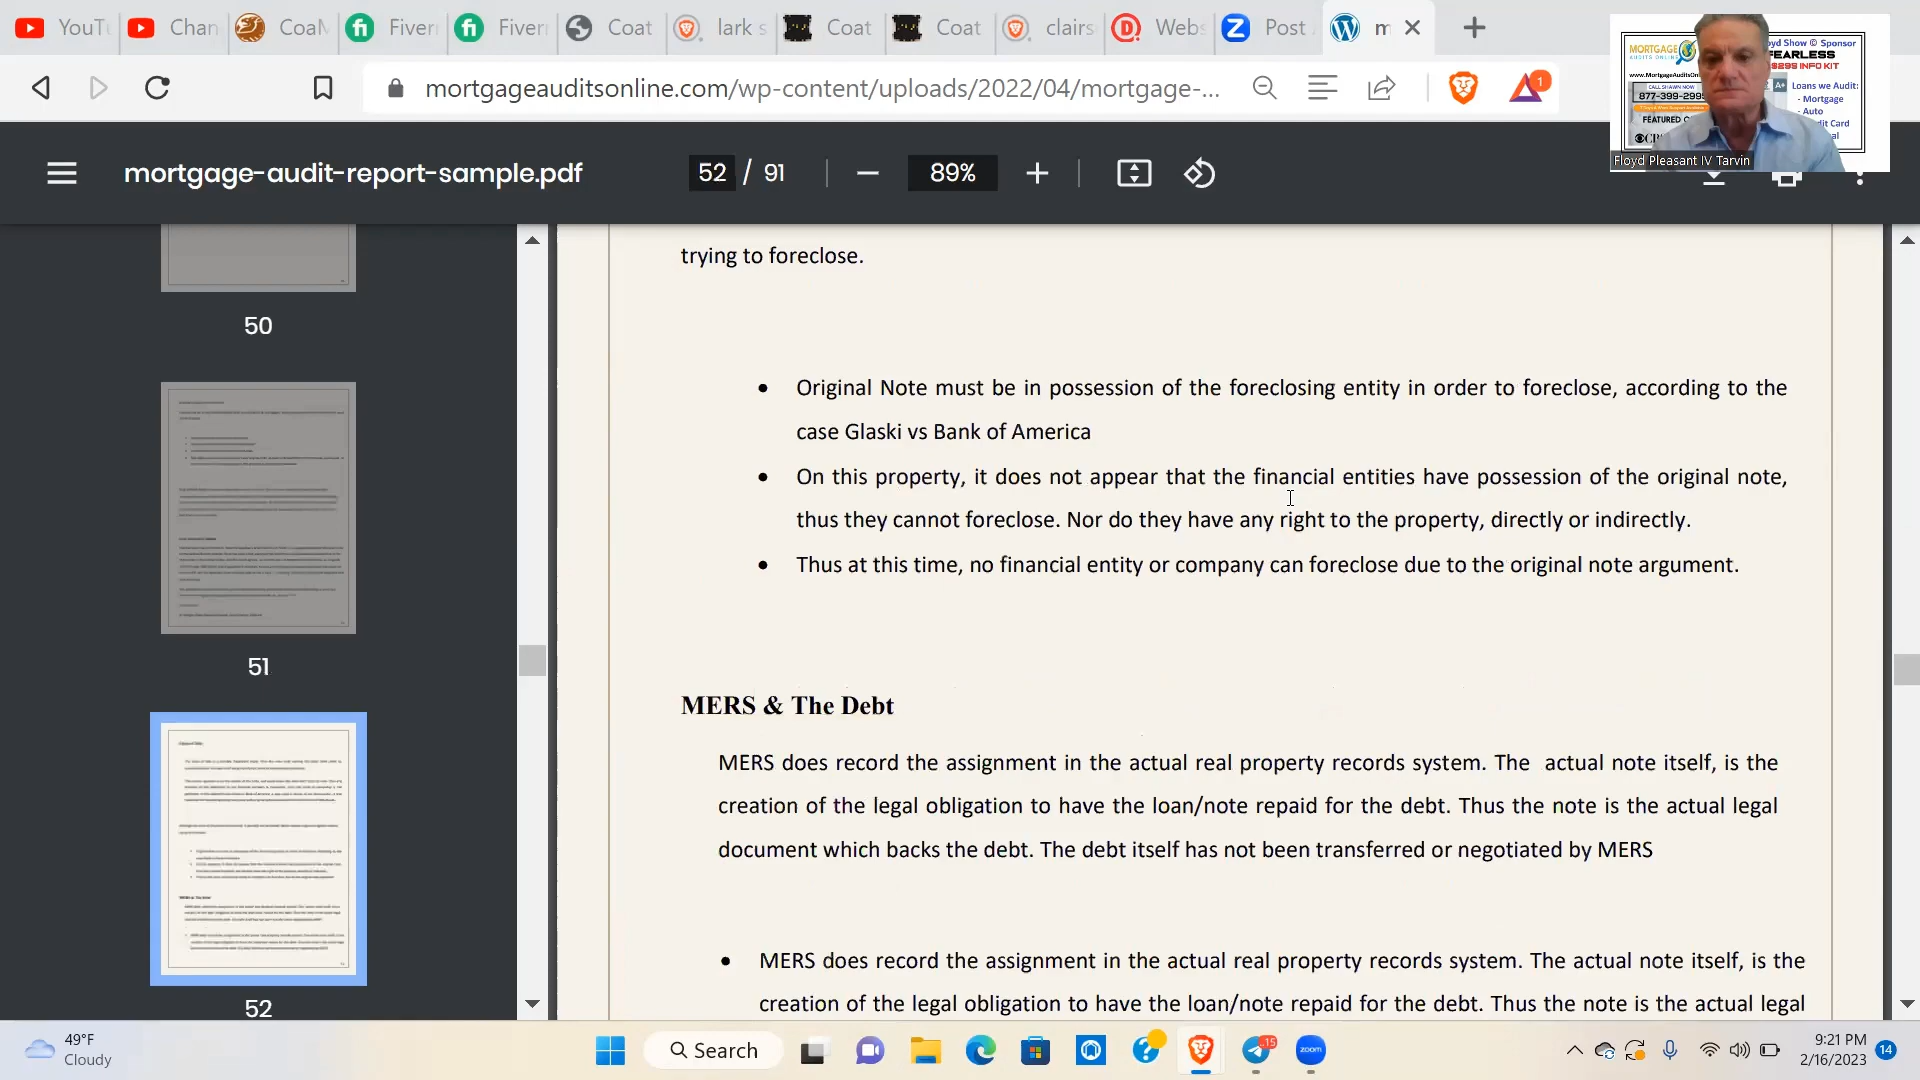 YouTu
Chan
CoaM
Fiverr
Fiverr
Coat
lark s
Coat
Coat
clairs
Webs
Post
m
mortgageauditsonline.com/wp-content/uploads/2022/04/mortgage-...
1
mortgage-audit-report-sample.pdf
52 / 91
89%
MORTGAGE
AUDITS ONLINE
www.MortgageAuditsOn
CALL SHAWN NOW
877-399-2995
FEATURED O
oyd Show © Sponsor
FEARLESS
$299 INFO KIT
Loans we Audit:
- Mortgage
- Auto
dit Card
Floyd Pleasant IV Tarvin
50
51
52
trying to foreclose.
• Original Note must be in possession of the foreclosing entity in order to foreclose, according to the
case Glaski vs Bank of America
• On this property, it does not appear that the financial entities have possession of the original note,
thus they cannot foreclose. Nor do they have any right to the property, directly or indirectly.
• Thus at this time, no financial entity or company can foreclose due to the original note argument.
MERS & The Debt
MERS does record the assignment in the actual real property records system. The actual note itself, is the
creation of the legal obligation to have the loan/note repaid for the debt. Thus the note is the actual legal
document which backs the debt. The debt itself has not been transferred or negotiated by MERS
• MERS does record the assignment in the actual real property records system. The actual note itself, is the
creation of the legal obligation to have the loan/note repaid for the debt. Thus the note is the actual legal
49°F
Cloudy
Search
15
zoom
9:21 PM
2/16/2023
14